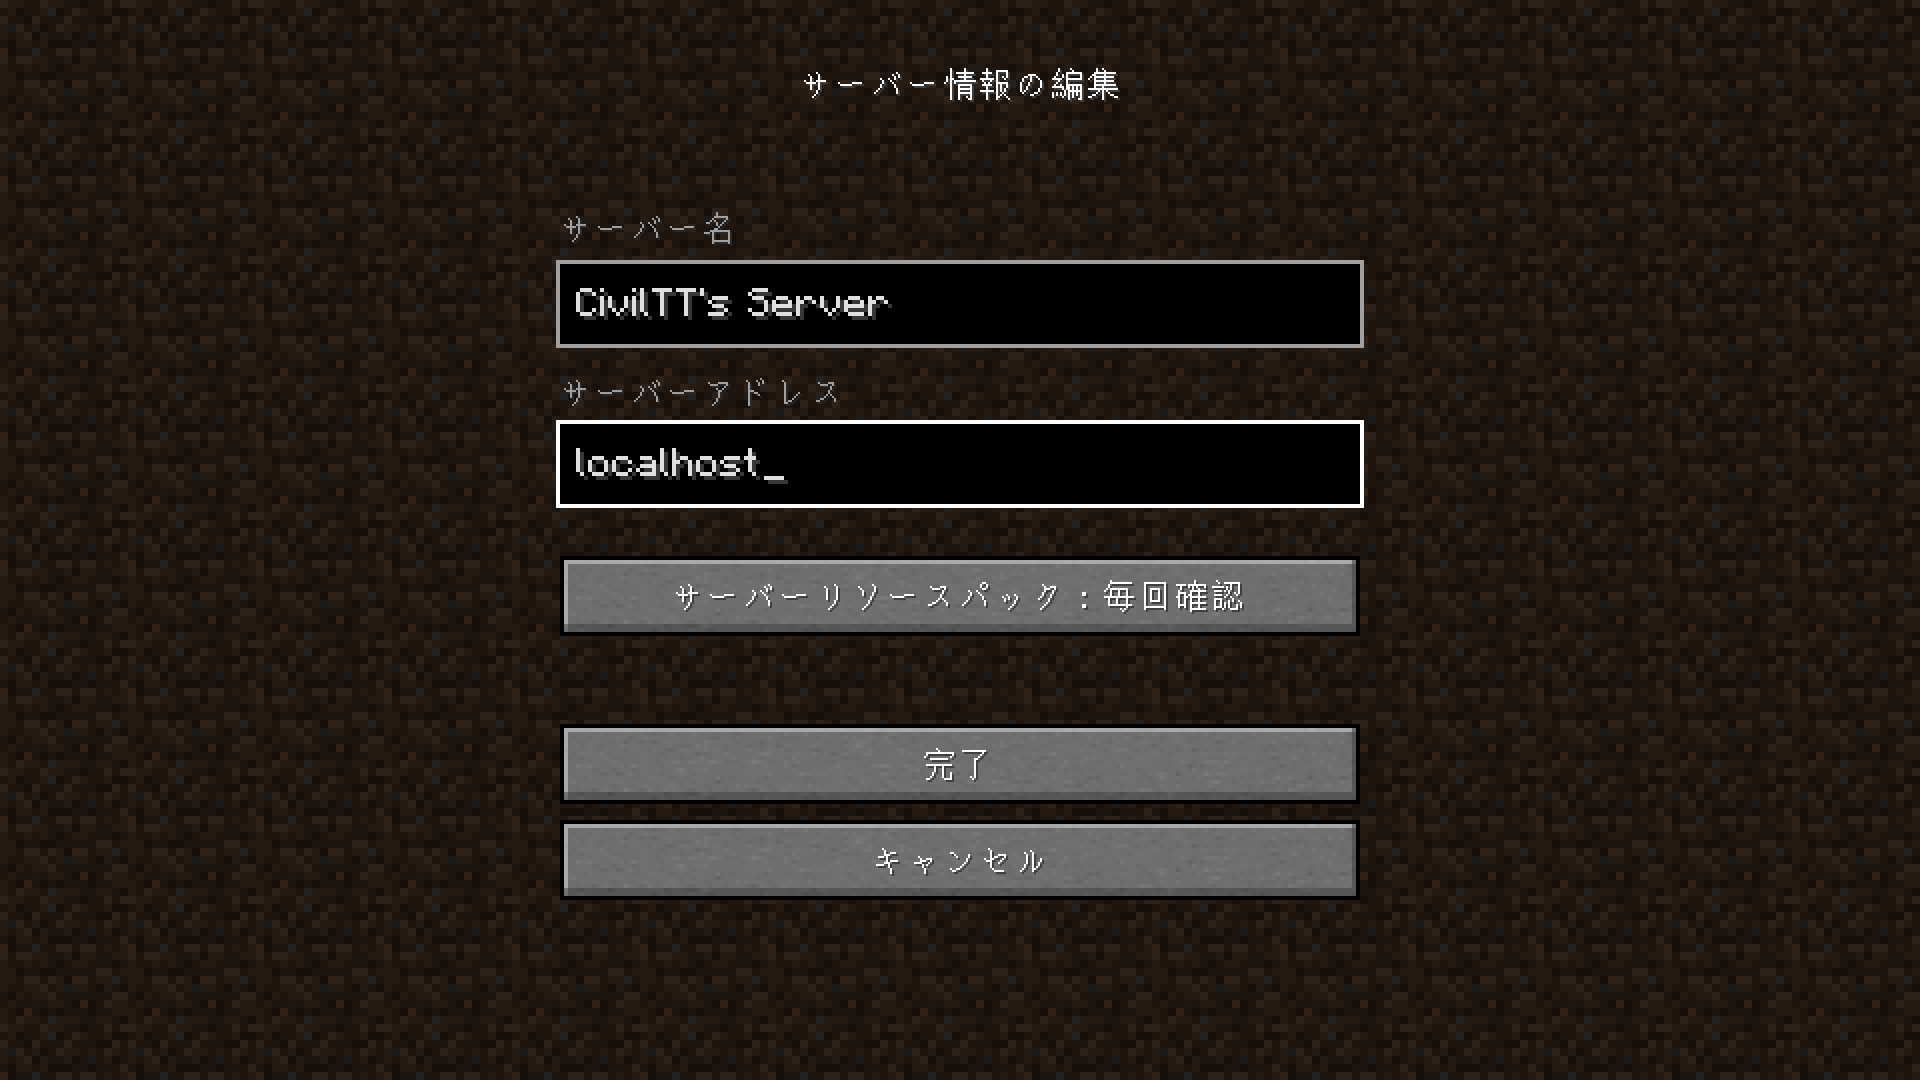 サーバー情報の編集
サーバー名
CivilTT's Server
サーバーアドレス
localhost_
サーバーリソースパック：毎回確認
完了
キャンセル